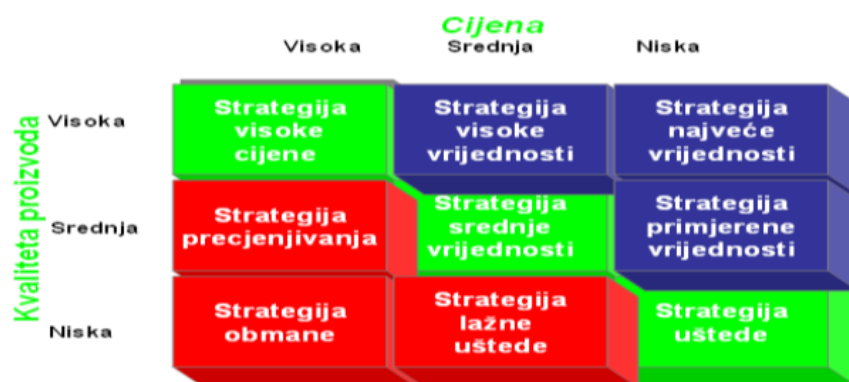 Cijena
Visoka Srednja Niska
Kvaliteta proizvoda
Visoka
Strategija
visoke
cijene
Strategija
visoke
vrijednosti
Strategija
najveće
vrijednosti
Srednja
Strategija
precjenjivanja
Strategija
srednje
vrijednosti
Strategija
primjerene
vrijednosti
Niska
Strategija
obmane
Strategija
lažne
uštede
Strategija
uštede